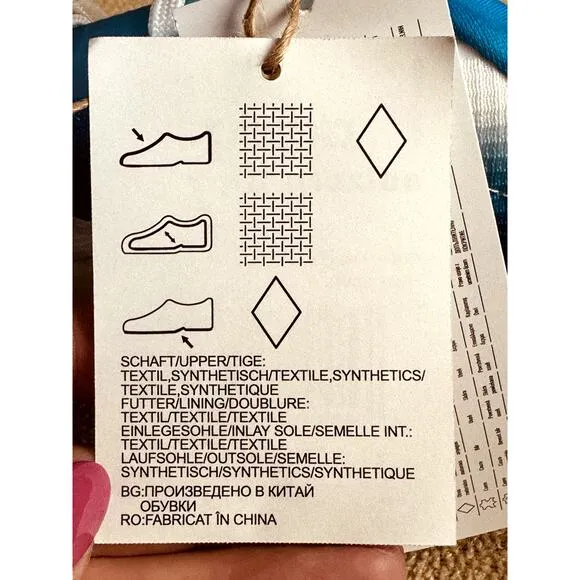 SCHAFT/UPPER/TIGE:
TEXTIL,SYNTHETISCH/TEXTILE,SYNTHETICS/
TEXTILE,SYNTHETIQUE
FUTTER/LINING/DOUBLURE:
TEXTIL/TEXTILE/TEXTILE
EINLEGESOHLE/INLAY SOLE/SEMELLE INT.:
TEXTIL/TEXTILE/TEXTILE
LAUFSOHLE/OUTSOLE/SEMELLE:
SYNTHETISCH/SYNTHETICS/SYNTHETIQUE
BG:ПРОИЗВЕДЕНО В КИТАЙ
ОБУВКИ
RO:FABRICAT ÎN CHINA